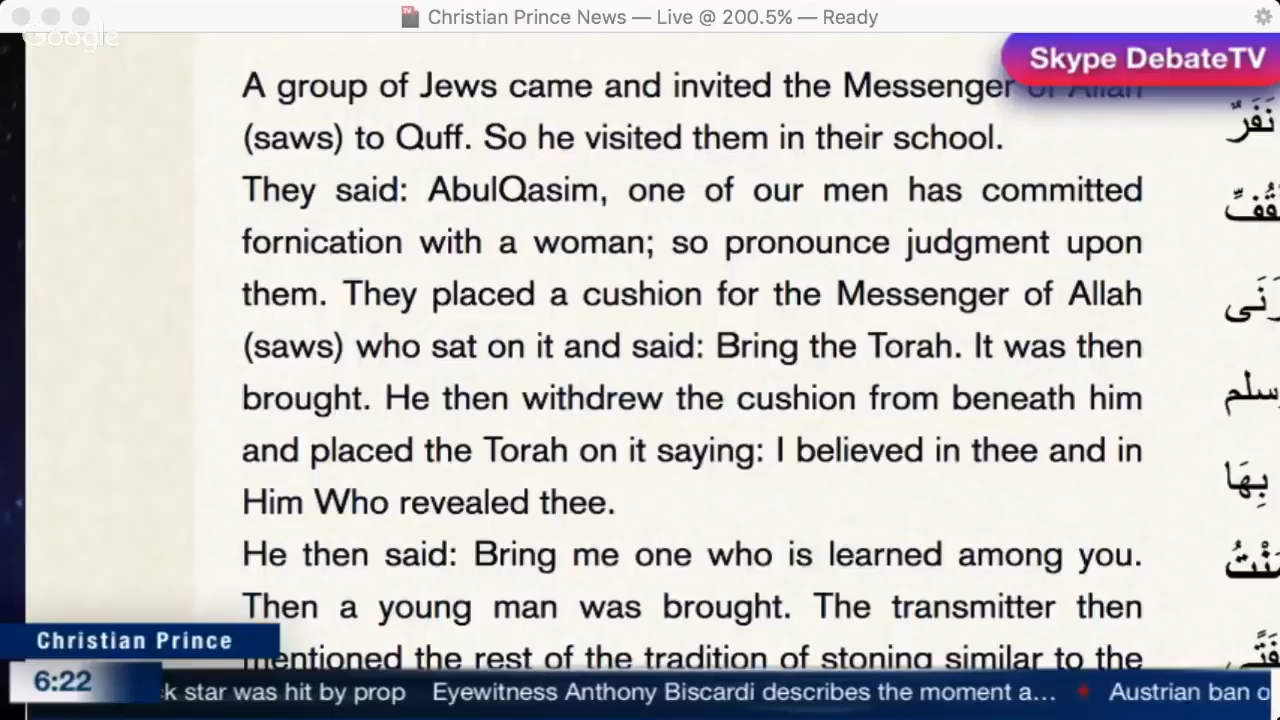 Christian Prince News — Live @ 200.5% — Ready
Google
Skype DebateTV
A group of Jews came and invited the Messenger of Allah
(saws) to Quff. So he visited them in their school.
They said: AbulQasim, one of our men has committed
fornication with a woman; so pronounce judgment upon
them. They placed a cushion for the Messenger of Allah
(saws) who sat on it and said: Bring the Torah. It was then
brought. He then withdrew the cushion from beneath him
and placed the Torah on it saying: I believed in thee and in
Him Who revealed thee.
He then said: Bring me one who is learned among you.
Then a young man was brought. The transmitter then
mentioned the rest of the tradition of stoning similar to the
نَفَرٌ
بِهَا
Christian Prince
6:22
k star was hit by prop Eyewitness Anthony Biscardi describes the moment a... Austrian ban o